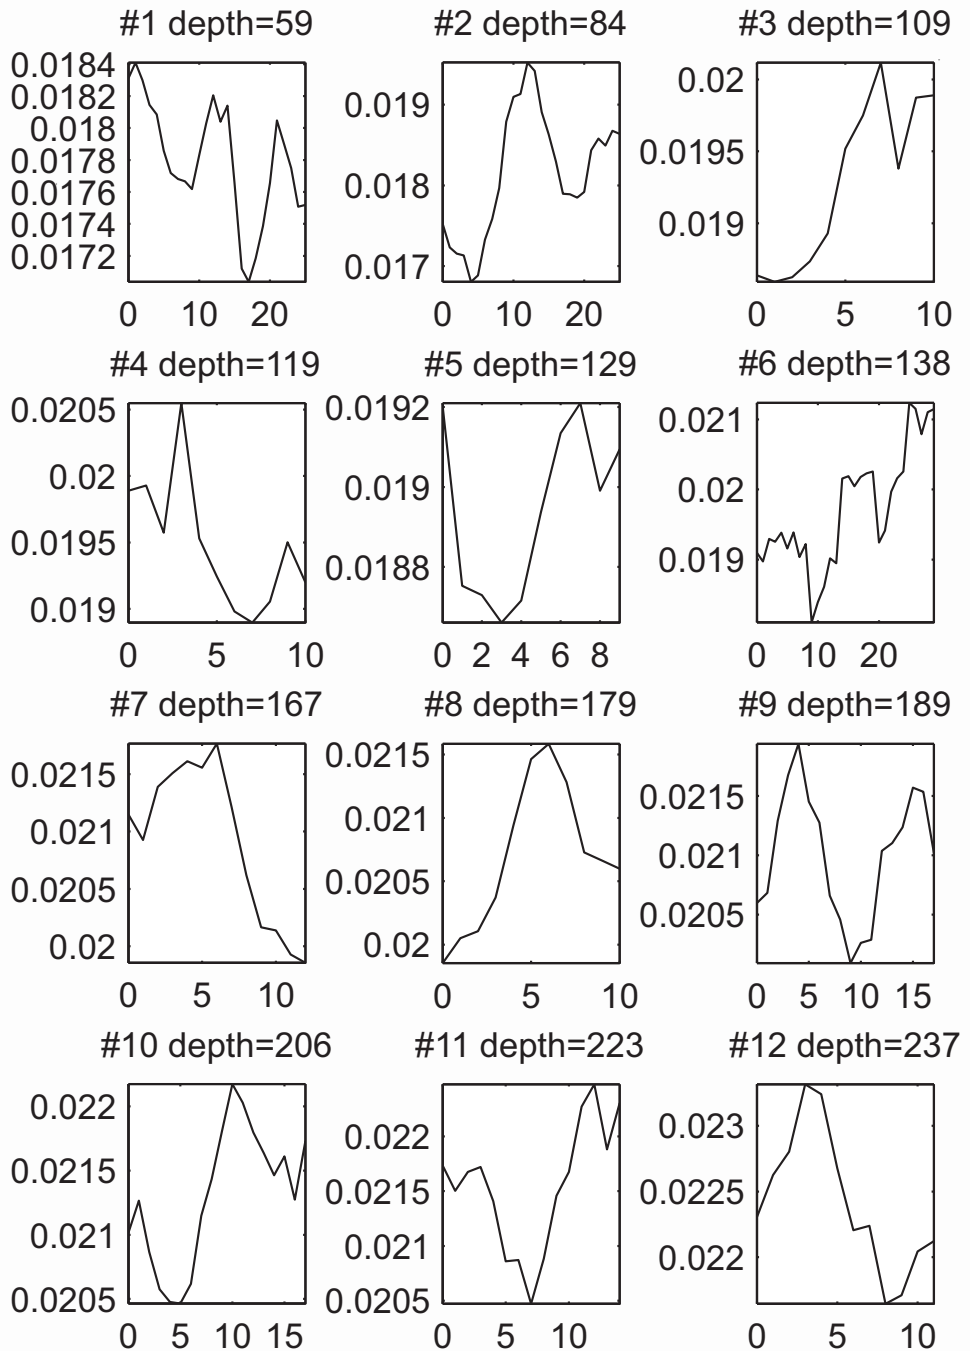 #1 depth=59
#2 depth=84
#3 depth=109
0.0184
0.0182
0.018
0.0178
0.0176
0.0174
0.0172
0 10 20
0.019
0.018
0.017
0 10 20
0.02
0.0195
0.019
0 5 10
#4 depth=119
#5 depth=129
#6 depth=138
0.0205
0.02
0.0195
0.019
0 5 10
0.0192
0.019
0.0188
0 2 4 6 8
0.021
0.02
0.019
0 10 20
#7 depth=167
#8 depth=179
#9 depth=189
0.0215
0.021
0.0205
0.02
0 5 10
0.0215
0.021
0.0205
0.02
0 5 10
0.0215
0.021
0.0205
0 5 10 15
#10 depth=206
#11 depth=223
#12 depth=237
0.022
0.0215
0.021
0.0205
0 5 10 15
0.022
0.0215
0.021
0.0205
0 5 10
0.023
0.0225
0.022
0 5 10